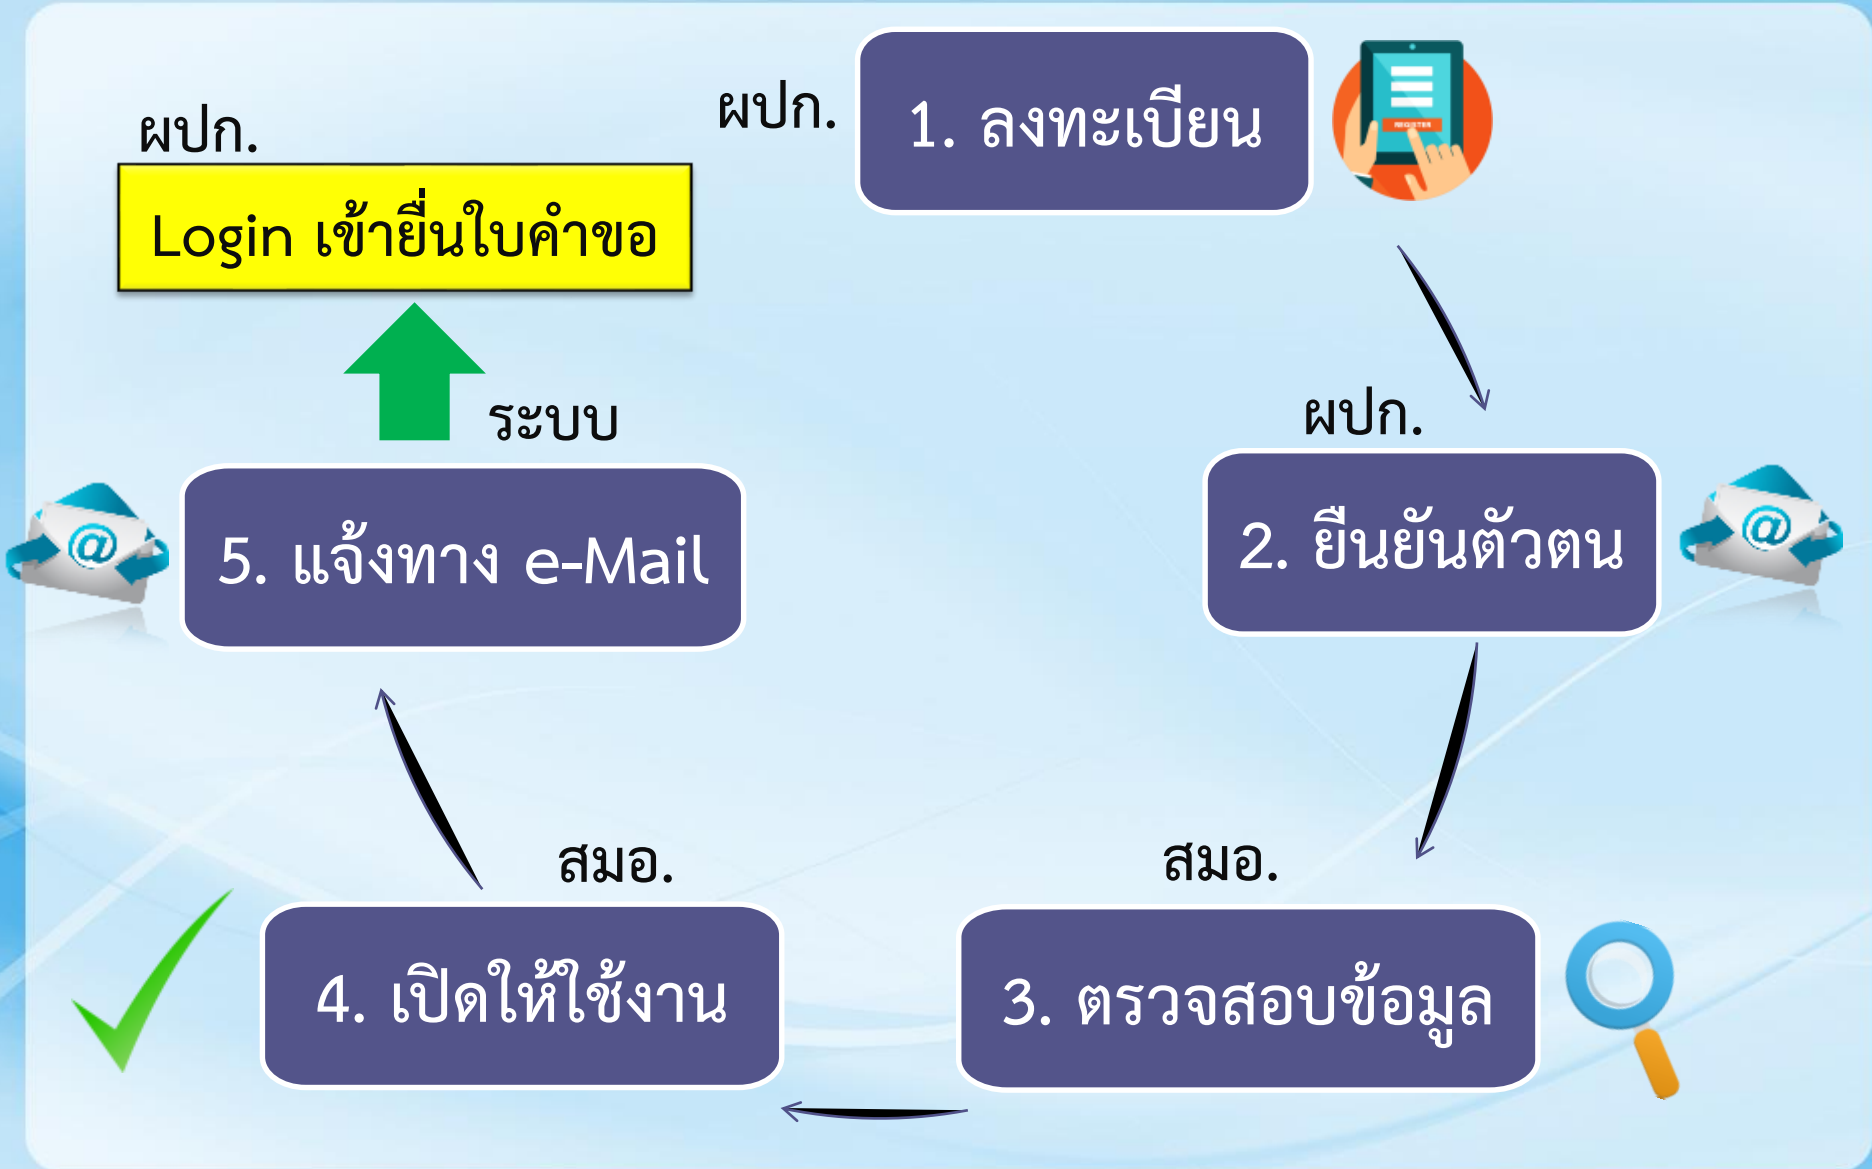 ผปก.
1. ลงทะเบียน
REGISTER
ผปก.
2. ยืนยันตัวตน
สมอ.
3. ตรวจสอบข้อมูล
สมอ.
4. เปิดให้ใช้งาน
ระบบ
5. แจ้งทาง e-Mail
ผปก.
Login เข้ายื่นใบคำขอ